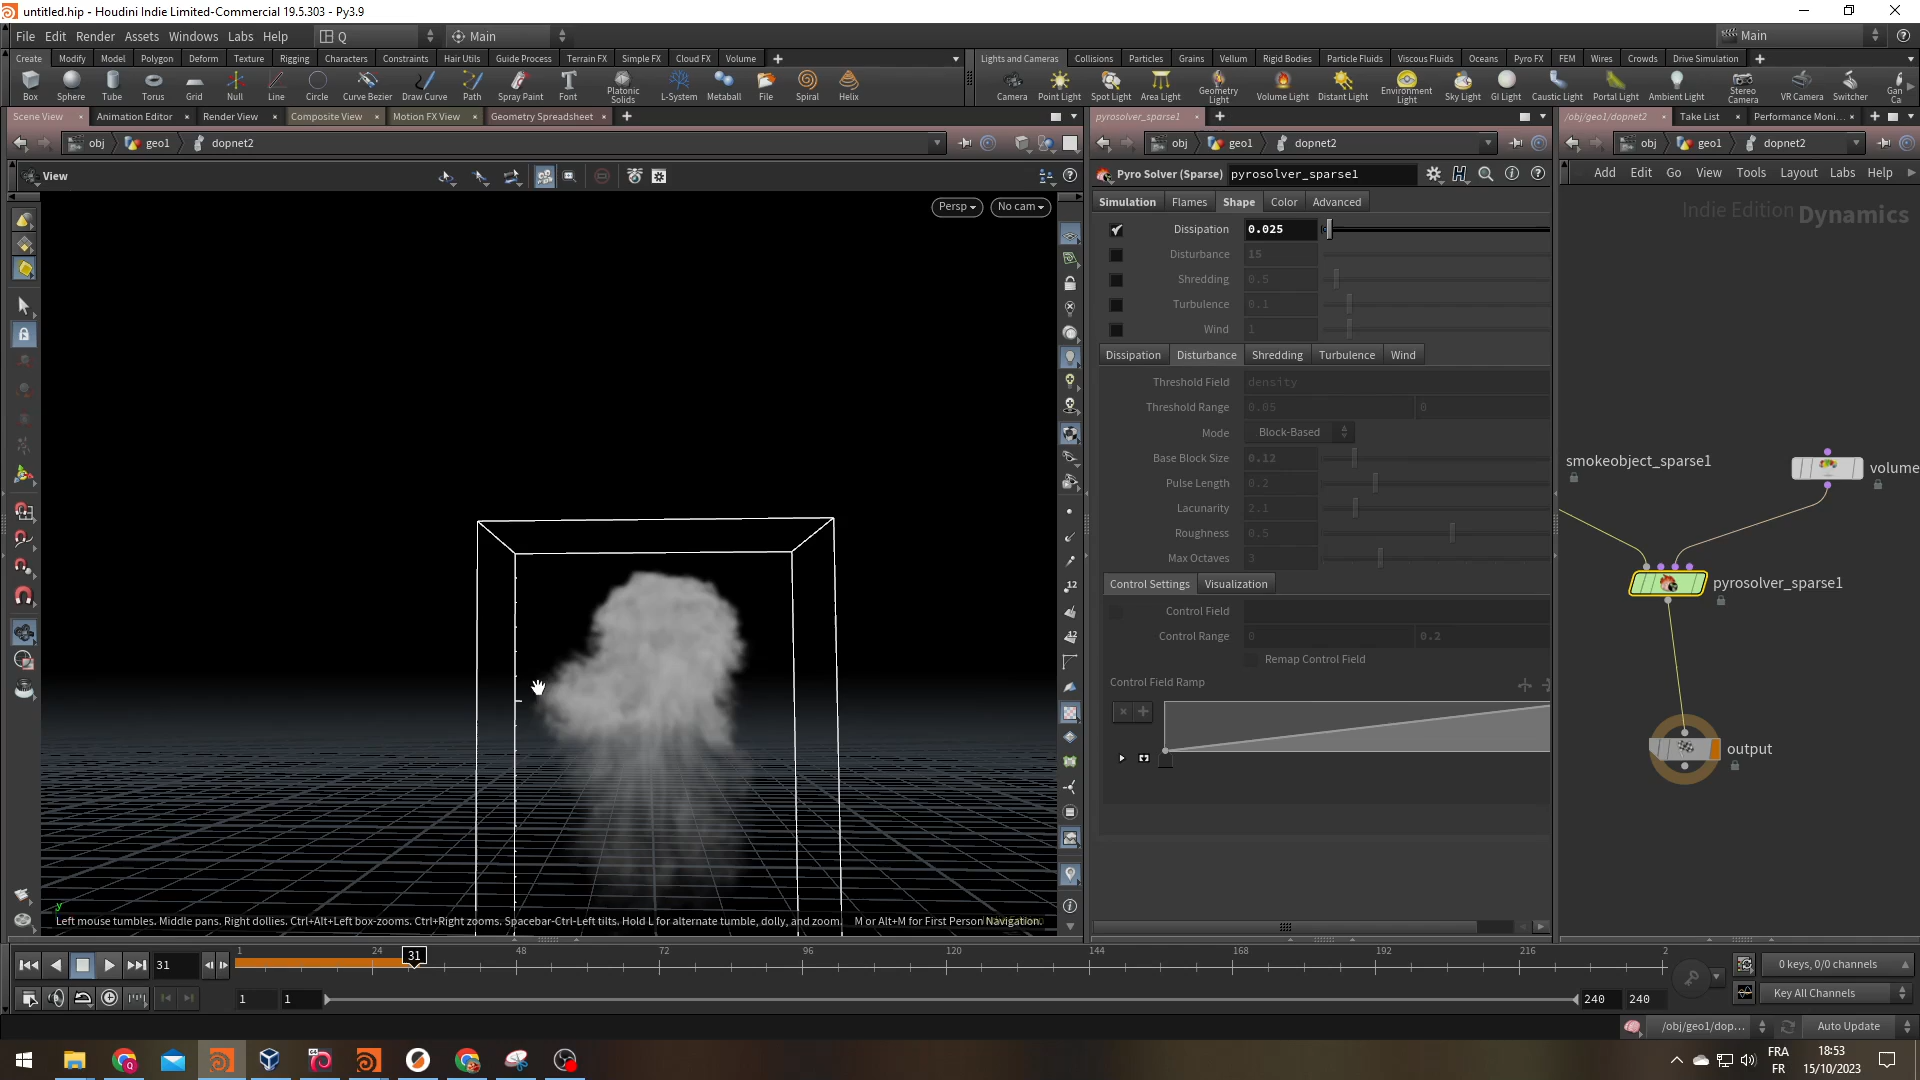 untitled.hip - Houdini Indie Limited-Commercial 19.5.303 - Py3.9
File Edit Render Assets Windows Labs Help Q Main Main
Create Modify Model Polygon Deform Texture Rigging Characters Constraints Hair Utils Guide Process Terrain FX Simple FX Cloud FX Volume
Lights and Cameras Collisions Particles Grains Vellum Rigid Bodies Particle Fluids Viscous Fluids Oceans Pyro FX FEM Wires Crowds Drive Simulation
Box Sphere Tube Torus Grid Null Line Circle Curve Bezier Draw Curve Path Spray Paint Font Platonic Solids L-System Metaball File Spiral Helix
Camera Point Light Spot Light Area Light Geometry Light Volume Light Distant Light Environment Light Sky Light GI Light Caustic Light Portal Light Ambient Light Stereo Camera VR Camera Switcher Gan Ca
Scene View Animation Editor Render View Composite View Motion FX View Geometry Spreadsheet
pyrosolver_sparse1
/obj/geo1/dopnet2 Take List Performance Moni...
obj geo1 dopnet2
obj geo1 dopnet2
obj geo1 dopnet2
View
Persp No cam
Pyro Solver (Sparse) pyrosolver_sparse1
Simulation Flames Shape Color Advanced
Dissipation 0.025
Disturbance 15
Shredding 0.5
Turbulence 0.1
Wind 1
Dissipation Disturbance Shredding Turbulence Wind
Threshold Field density
Threshold Range 0.05 0
Mode Block-Based
Base Block Size 0.12
Pulse Length 0.2
Lacunarity 2.1
Roughness 0.5
Max Octaves 3
Control Settings Visualization
Control Field
Control Range 0 0.2
Remap Control Field
Control Field Ramp
Add Edit Go View Tools Layout Labs Help
Indie Edition Dynamics
smokeobject_sparse1
volume
pyrosolver_sparse1
output
12
12
y
Left mouse tumbles. Middle pans. Right dollies. Ctrl+Alt+Left box-zooms. Ctrl+Right zooms. Spacebar-Ctrl-Left tilts. Hold L for alternate tumble, dolly, and zoom. M or Alt+M for First Person Navigation.
31
1 24 31 48 72 96 120 144 168 192 216 2
0 keys, 0/0 channels
1 1 240 240
Key All Channels
/obj/geo1/dop... Auto Update
FRA
FR
18:53
15/10/2023